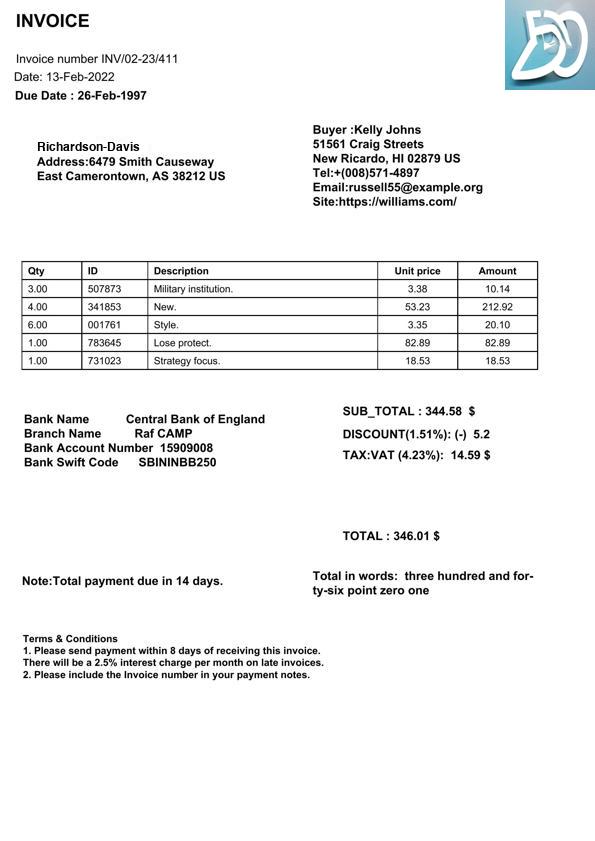 INVOICE
Invoice number INV/02-23/411
Date: 13-Feb-2022
Due Date : 26-Feb-1997
Richardson-Davis
Address:6479 Smith Causeway
East Camerontown, AS 38212 US
Buyer :Kelly Johns
51561 Craig Streets
New Ricardo, HI 02879 US
Tel:+(008)571-4897
Email:russell55@example.org
Site:https://williams.com/
Qty ID Description Unit price Amount
3.00 507873 Military institution. 3.38 10.14
4.00 341853 New. 53.23 212.92
6.00 001761 Style. 3.35 20.10
1.00 783645 Lose protect. 82.89 82.89
1.00 731023 Strategy focus. 18.53 18.53
Bank Name Central Bank of England
Branch Name Raf CAMP
Bank Account Number 15909008
Bank Swift Code SBININBB250
SUB_TOTAL : 344.58 $
DISCOUNT(1.51%): (-) 5.2
TAX:VAT (4.23%): 14.59 $
TOTAL : 346.01 $
Note:Total payment due in 14 days.
Total in words: three hundred and for-
ty-six point zero one
Terms & Conditions
1. Please send payment within 8 days of receiving this invoice.
There will be a 2.5% interest charge per month on late invoices.
2. Please include the Invoice number in your payment notes.